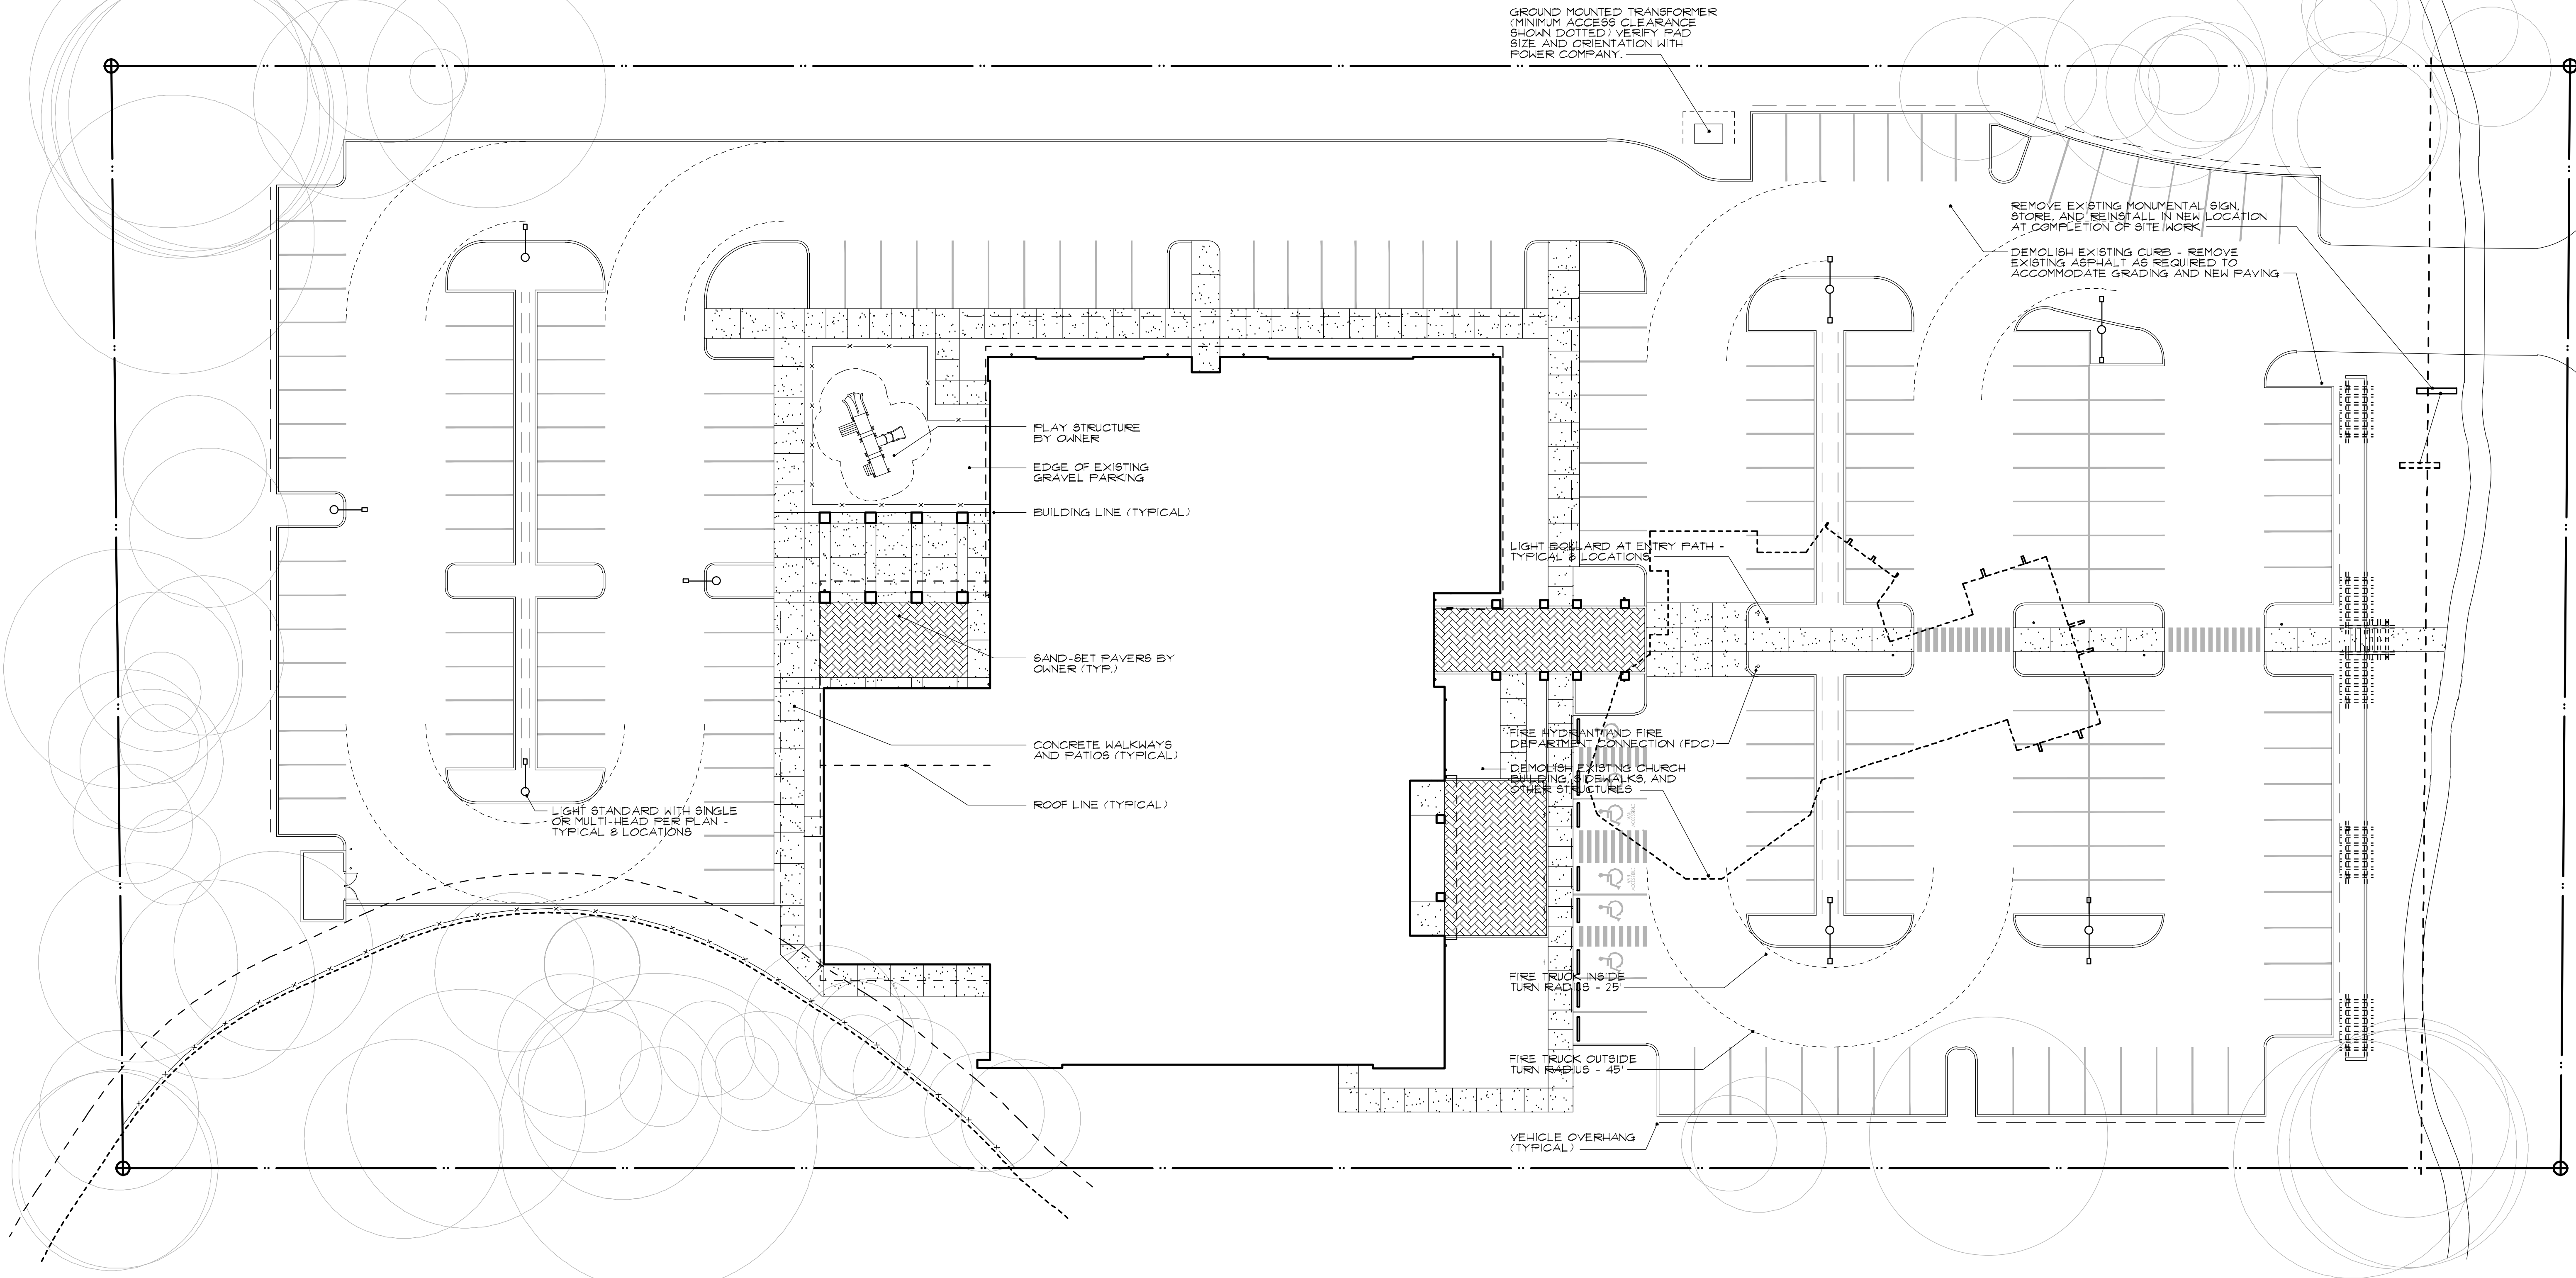 GROUND MOUNTED TRANSFORMER
(MINIMUM ACCESS CLEARANCE
SHOWN DOTTED) VERIFY PAD
SIZE AND ORIENTATION WITH
POWER COMPANY.
REMOVE EXISTING MONUMENTAL SIGN,
STORE, AND REINSTALL IN NEW LOCATION
AT COMPLETION OF SITE WORK
DEMOLISH EXISTING CURB - REMOVE
EXISTING ASPHALT AS REQUIRED TO
ACCOMMODATE GRADING AND NEW PAVING
PLAY STRUCTURE
BY OWNER
EDGE OF EXISTING
GRAVEL PARKING
BUILDING LINE (TYPICAL)
LIGHT BOLLARD AT ENTRY PATH -
TYPICAL 8 LOCATIONS
SAND-SET PAVERS BY
OWNER (TYP.)
CONCRETE WALKWAYS
AND PATIOS (TYPICAL)
FIRE HYDRANT AND FIRE
DEPARTMENT CONNECTION (FDC)
DEMOLISH EXISTING CHURCH
BUILDING, SIDEWALKS, AND
OTHER STRUCTURES
ROOF LINE (TYPICAL)
LIGHT STANDARD WITH SINGLE
OR MULTI-HEAD PER PLAN -
TYPICAL 8 LOCATIONS
FIRE TRUCK INSIDE
TURN RADIUS - 25'
FIRE TRUCK OUTSIDE
TURN RADIUS - 45'
VEHICLE OVERHANG
(TYPICAL)